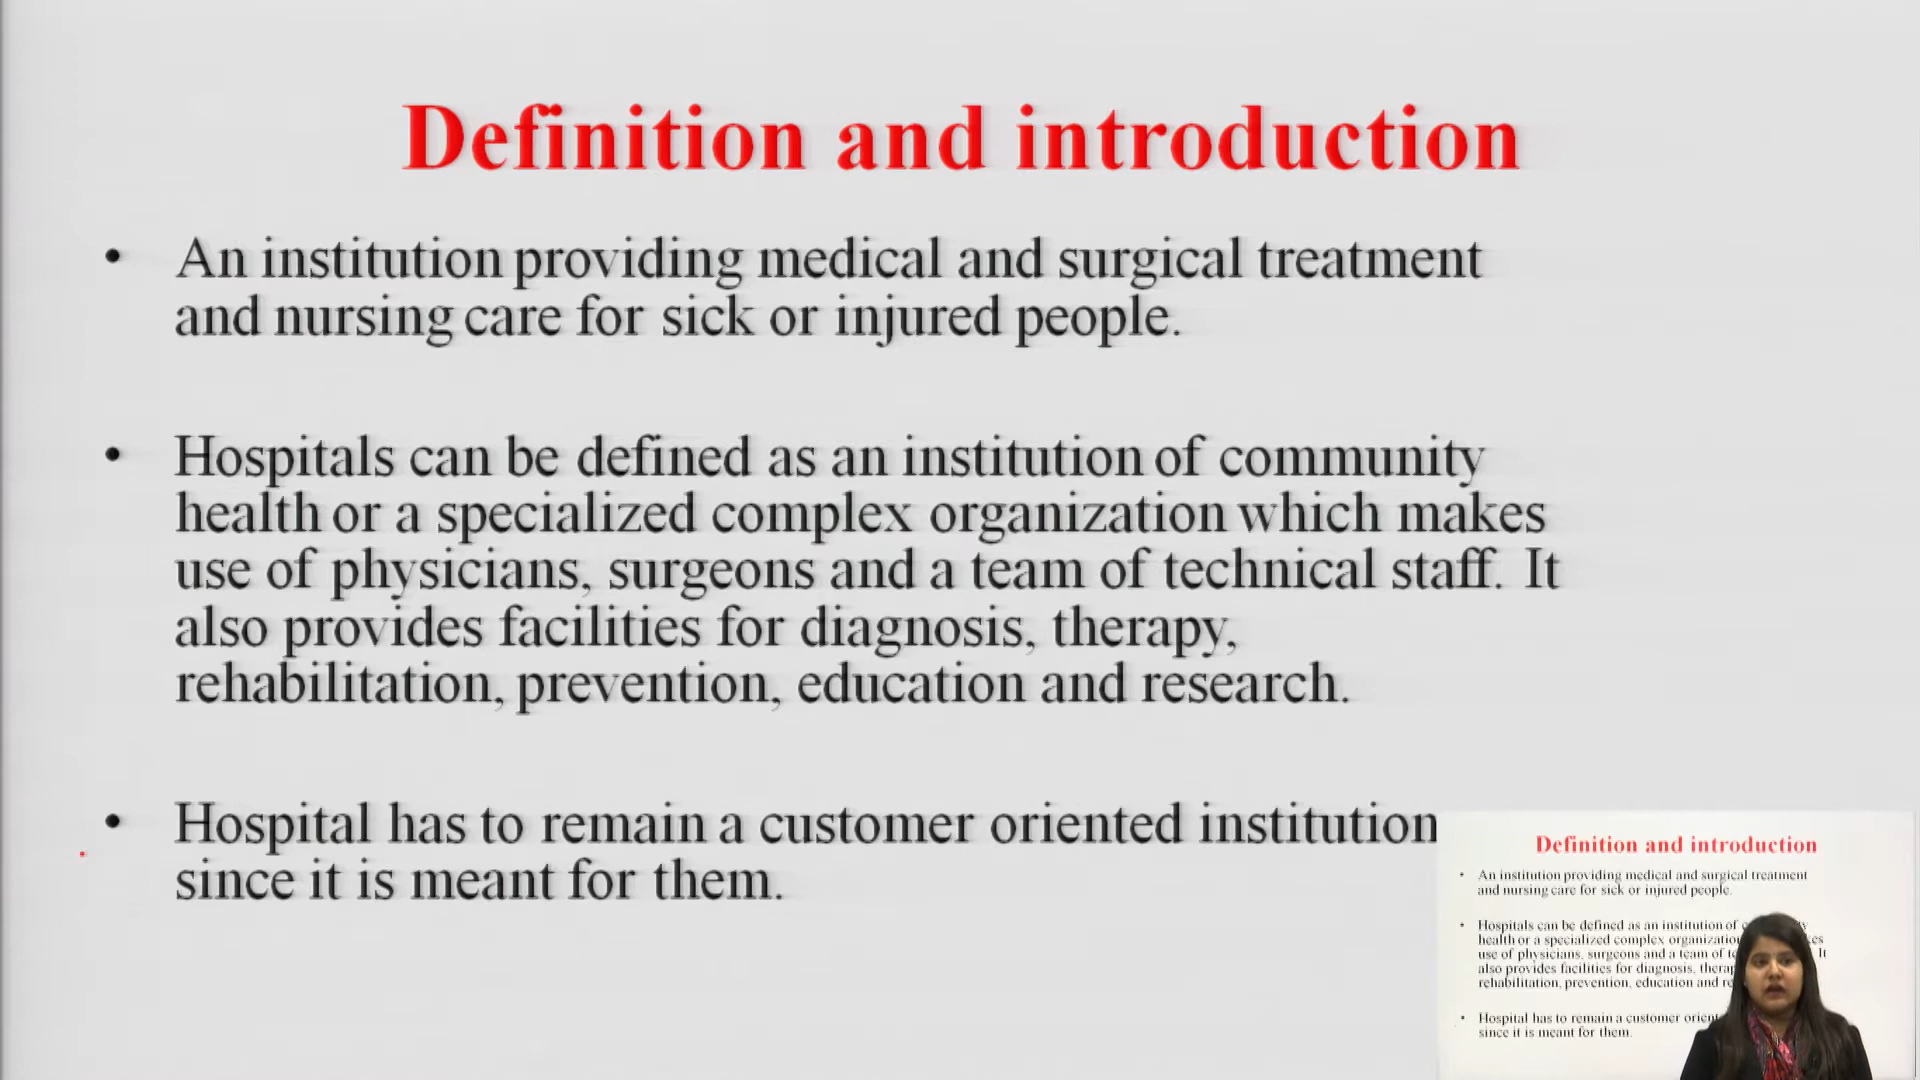 Definition and introduction
• An institution providing medical and surgical treatment
and nursing care for sick or injured people.
• Hospitals can be defined as an institution of community
health or a specialized complex organization which makes
use of physicians, surgeons and a team of technical staff. It
also provides facilities for diagnosis, therapy,
rehabilitation, prevention, education and research.
• Hospital has to remain a customer oriented institution
since it is meant for them.
Definition and introduction
• An institution providing medical and surgical treatment
and nursing care for sick or injured people.
• Hospitals can be defined as an institution of
health or a specialized complex
use of physicians, surgeons and a team of It
also provides facilities for diagnosis,
rehabilitation, prevention, education and
• Hospital has to remain a customer
since it is meant for them.